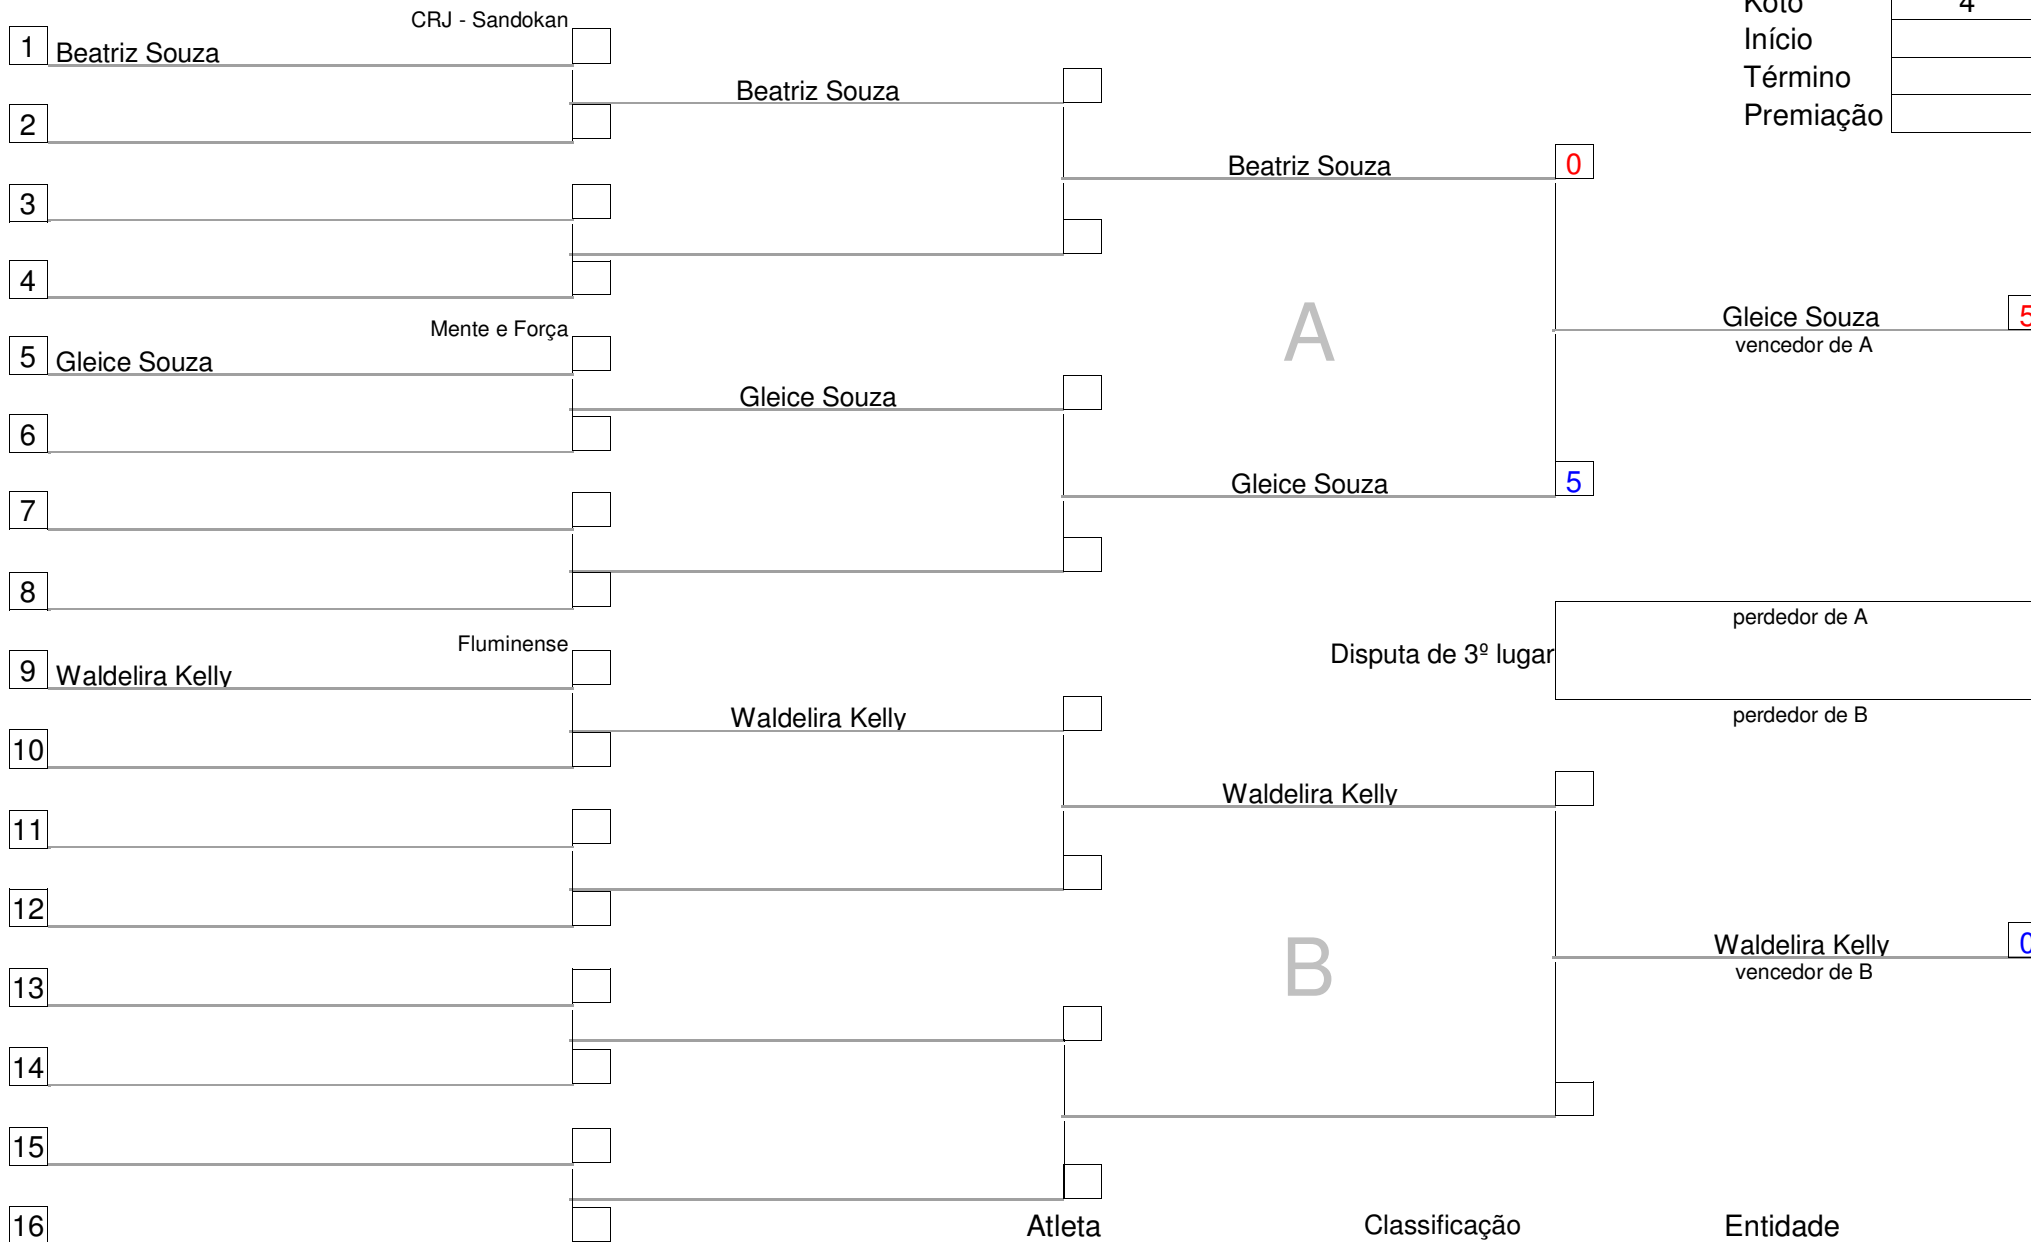 Koto 4
CRJ - Sandokan
1 Beatriz Souza
Início
Término
Beatriz Souza
Premiação
2
Beatriz Souza 0
3
4
A
Mente e Força
Gleice Souza 5
vencedor de A
5 Gleice Souza
Gleice Souza
6
Gleice Souza 5
7
8
perdedor de A
Fluminense
Disputa de 3º lugar
9 Waldelira Kelly
perdedor de B
Waldelira Kelly
10
Waldelira Kelly
11
12
B
Waldelira Kelly 0
vencedor de B
13
14
15
16
Atleta Classificação Entidade